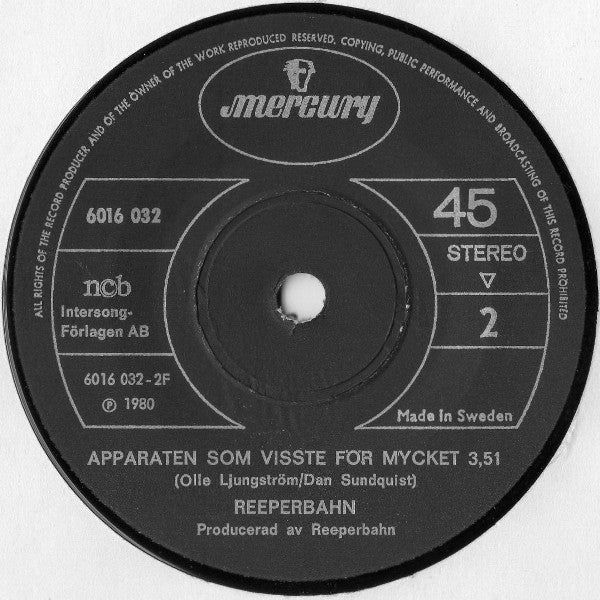 ALL RIGHTS OF THE RECORD PRODUCER AND OF THE OWNER OF THE WORK REPRODUCED RESERVED. COPYING, PUBLIC PERFORMANCE AND BROADCASTING OF THIS RECORD PROHIBITED
mercury
6016 032
45
STEREO
ncb
Intersong-
Förlagen AB
2
6016 032-2F
℗ 1980
Made in Sweden
APPARATEN SOM VISSTE FÖR MYCKET 3,51
(Olle Ljungström/Dan Sundquist)
REEPERBAHN
Producerad av Reeperbahn